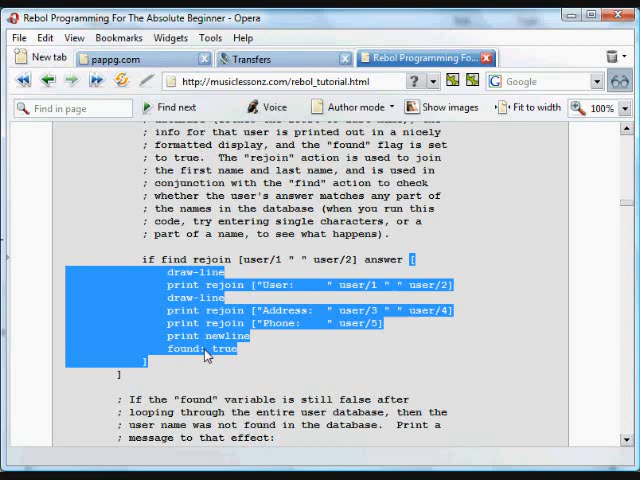 Rebol Programming For The Absolute Beginner - Opera
File Edit View Bookmarks Widgets Tools Help
New tab pappg.com Transfers Rebol Programming Fo...
http://musiclessonz.com/rebol_tutorial.html ? Google
Find in page Find next Voice Author mode Show images Fit to width 100%
; info for that user is printed out in a nicely
; formatted display, and the "found" flag is set
; to true. The "rejoin" action is used to join
; the first name and last name, and is used in
; conjunction with the "find" action to check
; whether the user's answer matches any part of
; the names in the database (when you run this
; code, try entering single characters, or a
; part of a name, to see what happens).
if find rejoin [user/1 " " user/2] answer [
draw-line
print rejoin ["User: " user/1 " " user/2]
draw-line
print rejoin ["Address: " user/3 " " user/4]
print rejoin ["Phone: " user/5]
print newline
found: true
]
]
; If the "found" variable is still false after
; looping through the entire user database, then the
; user name was not found in the database. Print a
; message to that effect: